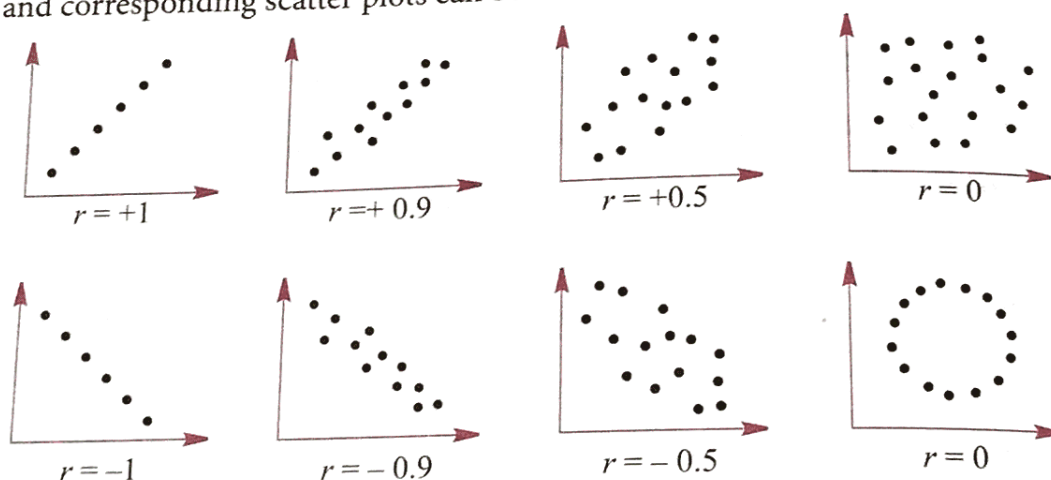 and corresponding scatter plots can
r = +1
r =+ 0.9
r = +0.5
r = 0
r = –1
r = – 0.9
r = – 0.5
r = 0